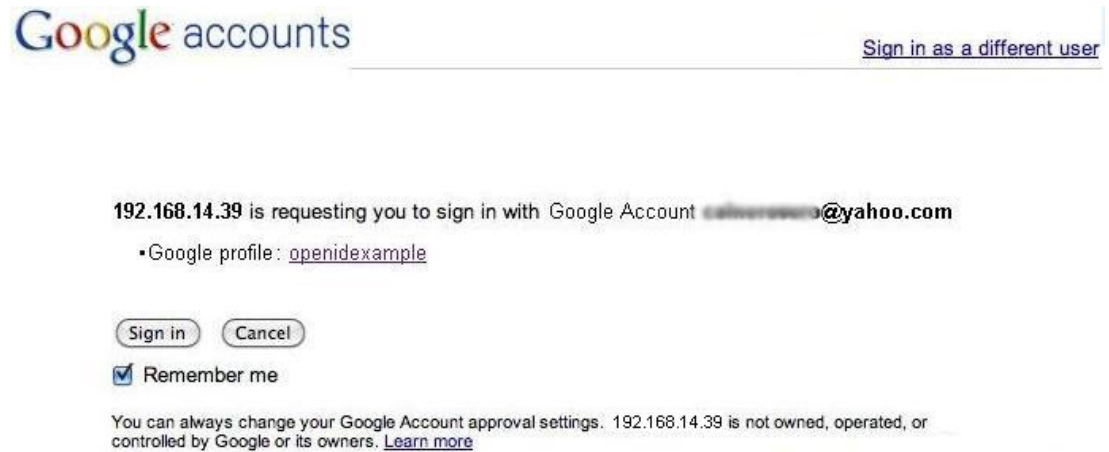 Google accounts
Sign in as a different user
192.168.14.39 is requesting you to sign in with Google Account @yahoo.com
•Google profile: openidexample
Sign in
Cancel
Remember me
You can always change your Google Account approval settings. 192.168.14.39 is not owned, operated, or
controlled by Google or its owners. Learn more